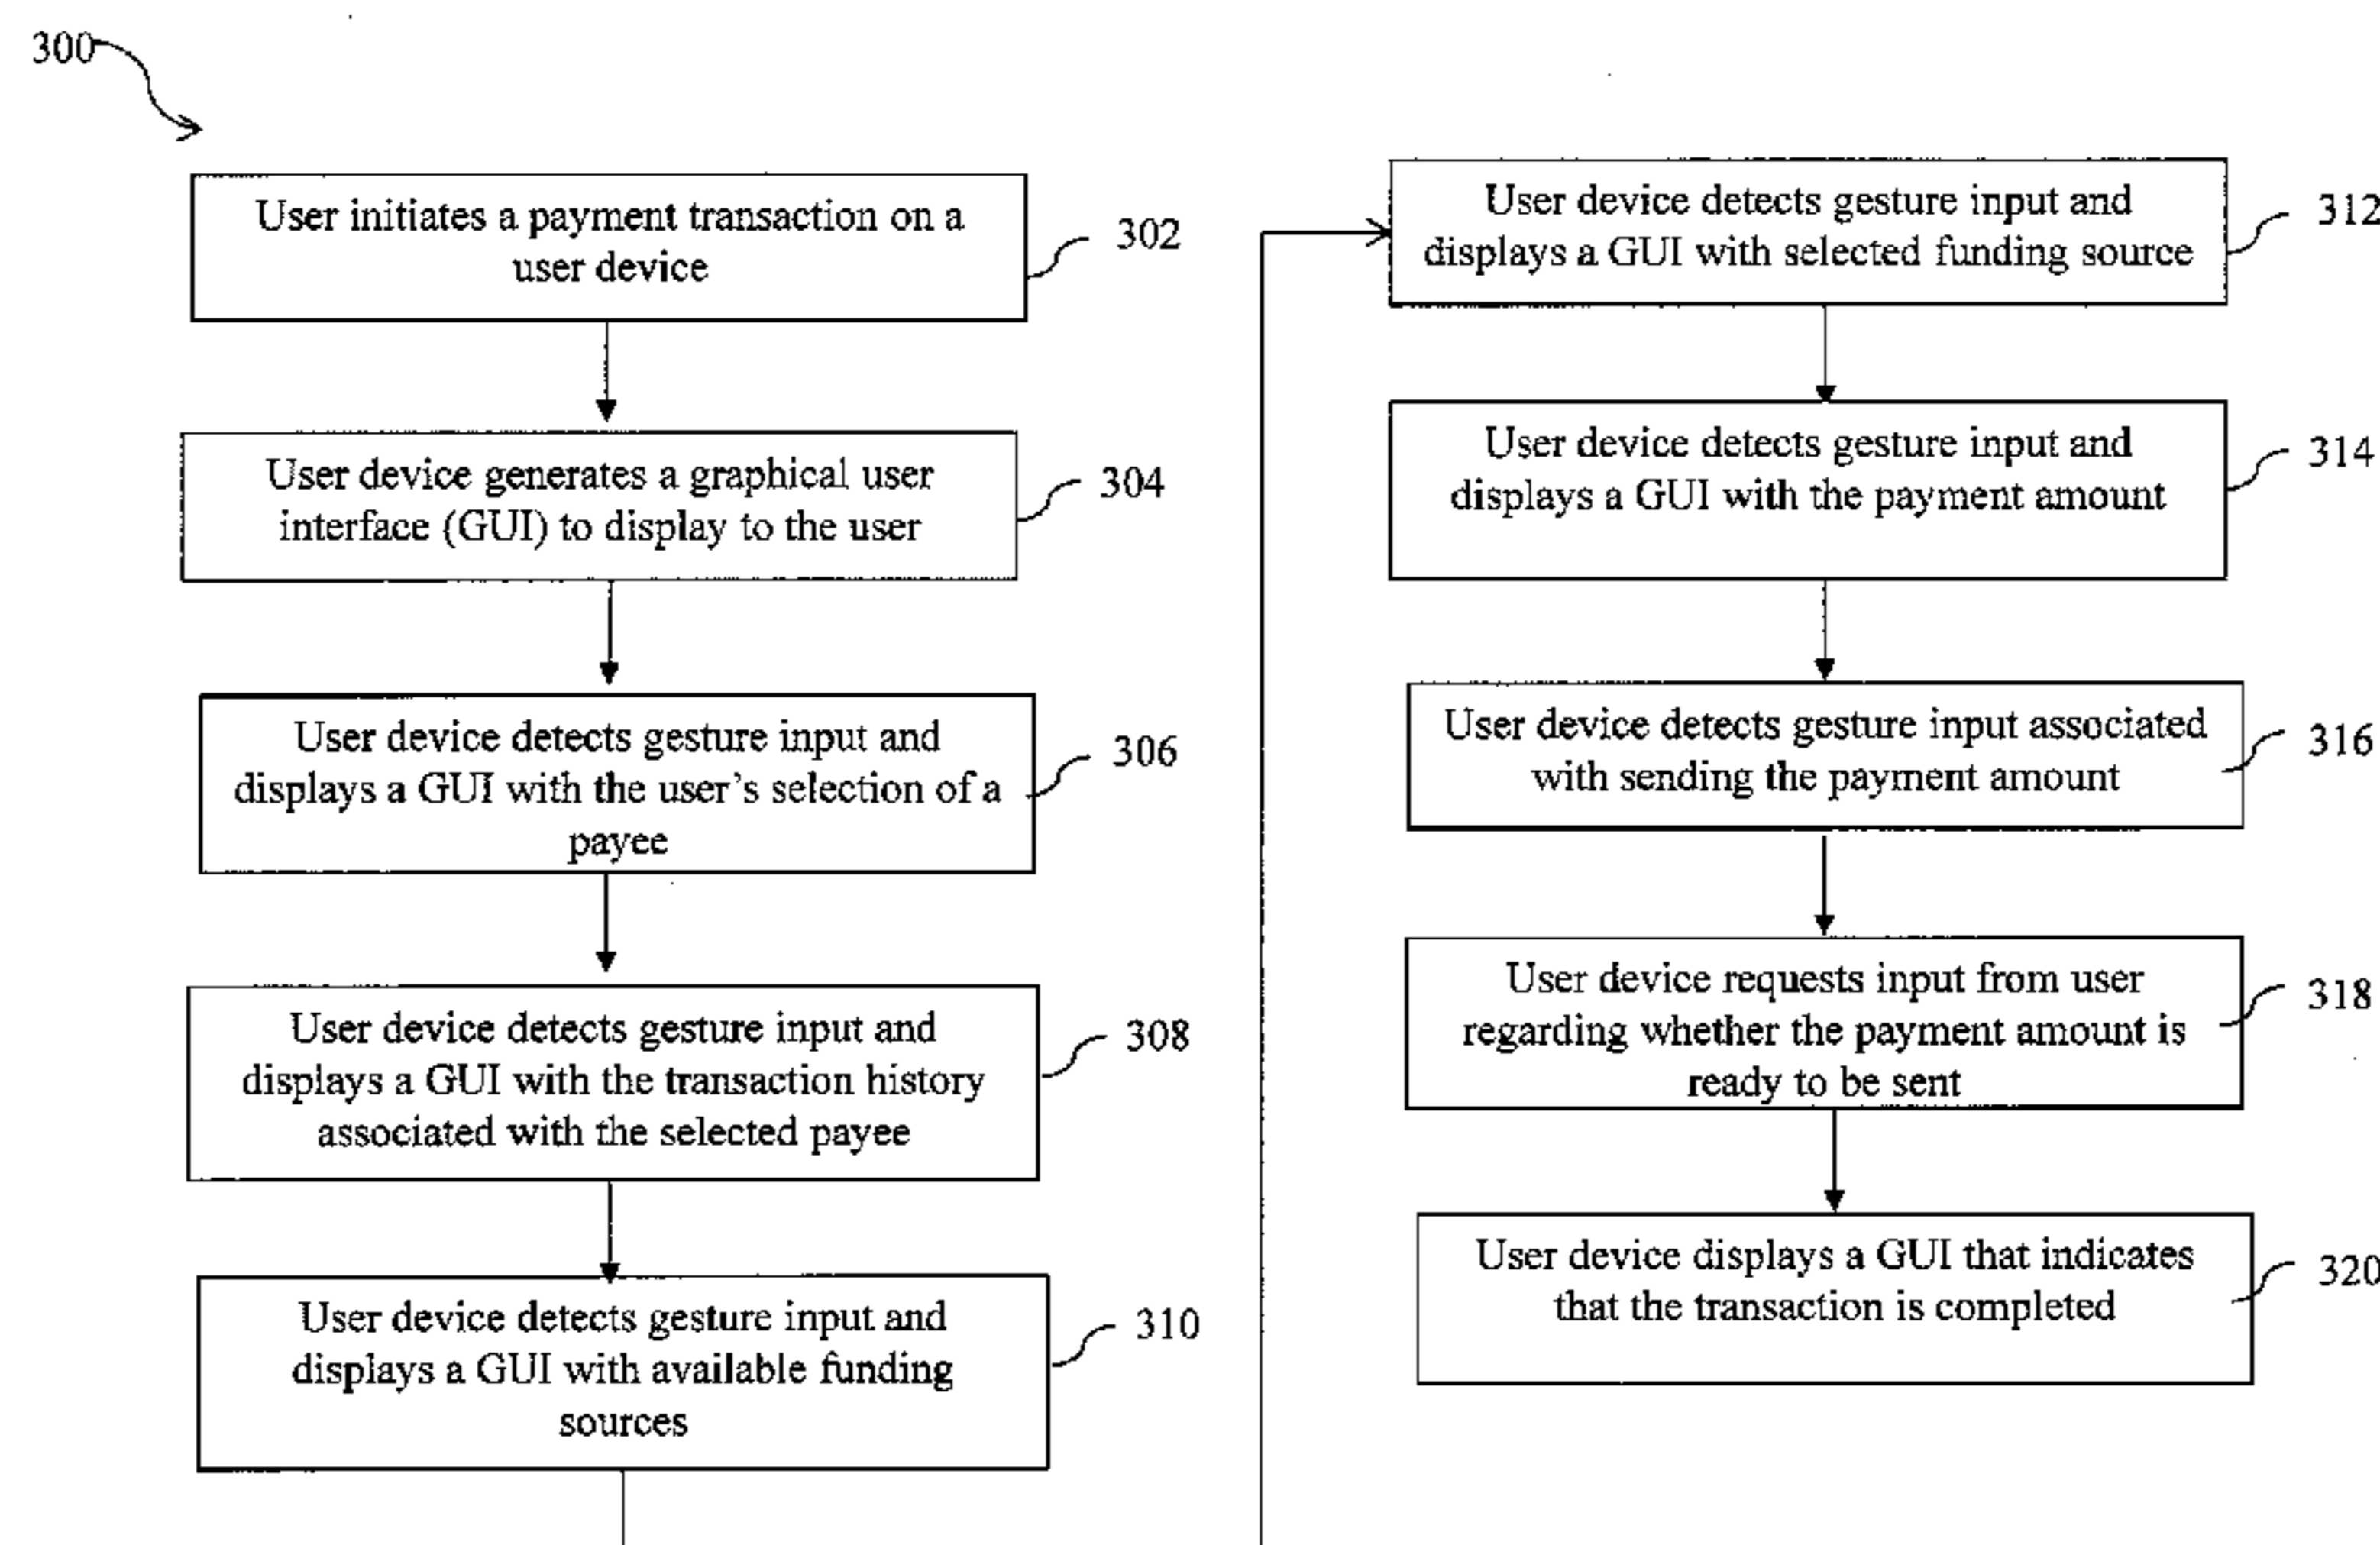 300
User initiates a payment transaction on a
user device
302
User device generates a graphical user
interface (GUI) to display to the user
304
User device detects gesture input and
displays a GUI with the user's selection of a
payee
306
User device detects gesture input and
displays a GUI with the transaction history
associated with the selected payee
308
User device detects gesture input and
displays a GUI with available funding
sources
310
User device detects gesture input and
displays a GUI with selected funding source
312
User device detects gesture input and
displays a GUI with the payment amount
314
User device detects gesture input associated
with sending the payment amount
316
User device requests input from user
regarding whether the payment amount is
ready to be sent
318
User device displays a GUI that indicates
that the transaction is completed
320